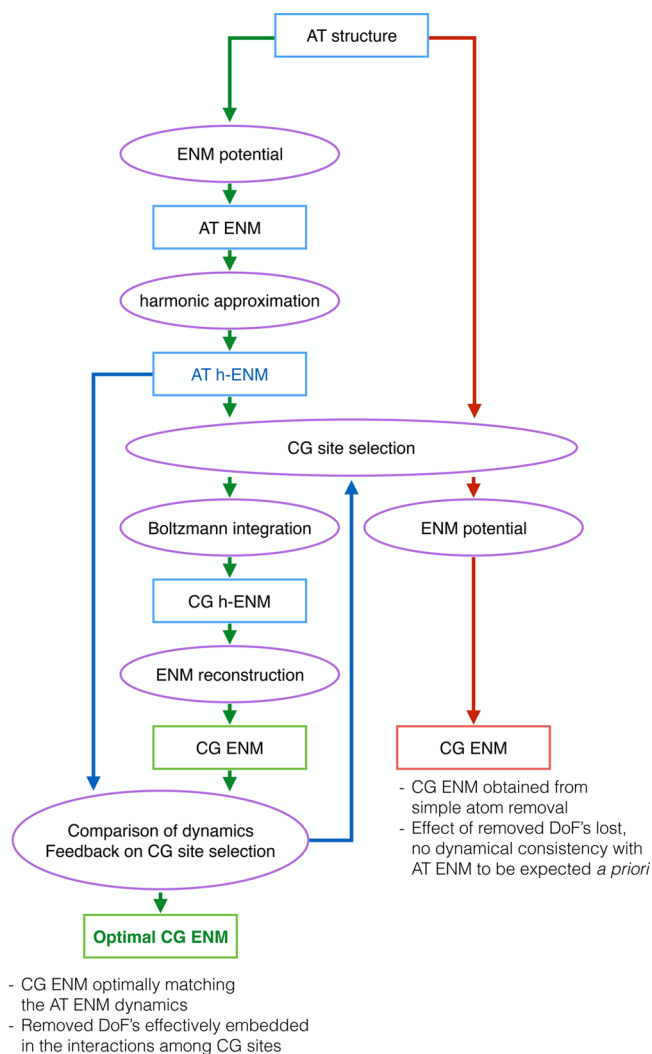 AT structure
ENM potential
AT ENM
harmonic approximation
AT h-ENM
CG site selection
Boltzmann integration
ENM potential
CG h-ENM
ENM reconstruction
CG ENM
CG ENM
- CG ENM obtained from
simple atom removal
- Effect of removed DoF's lost,
no dynamical consistency with
AT ENM to be expected a priori
Comparison of dynamics
Feedback on CG site selection
Optimal CG ENM
- CG ENM optimally matching
the AT ENM dynamics
- Removed DoF's effectively embedded
in the interactions among CG sites